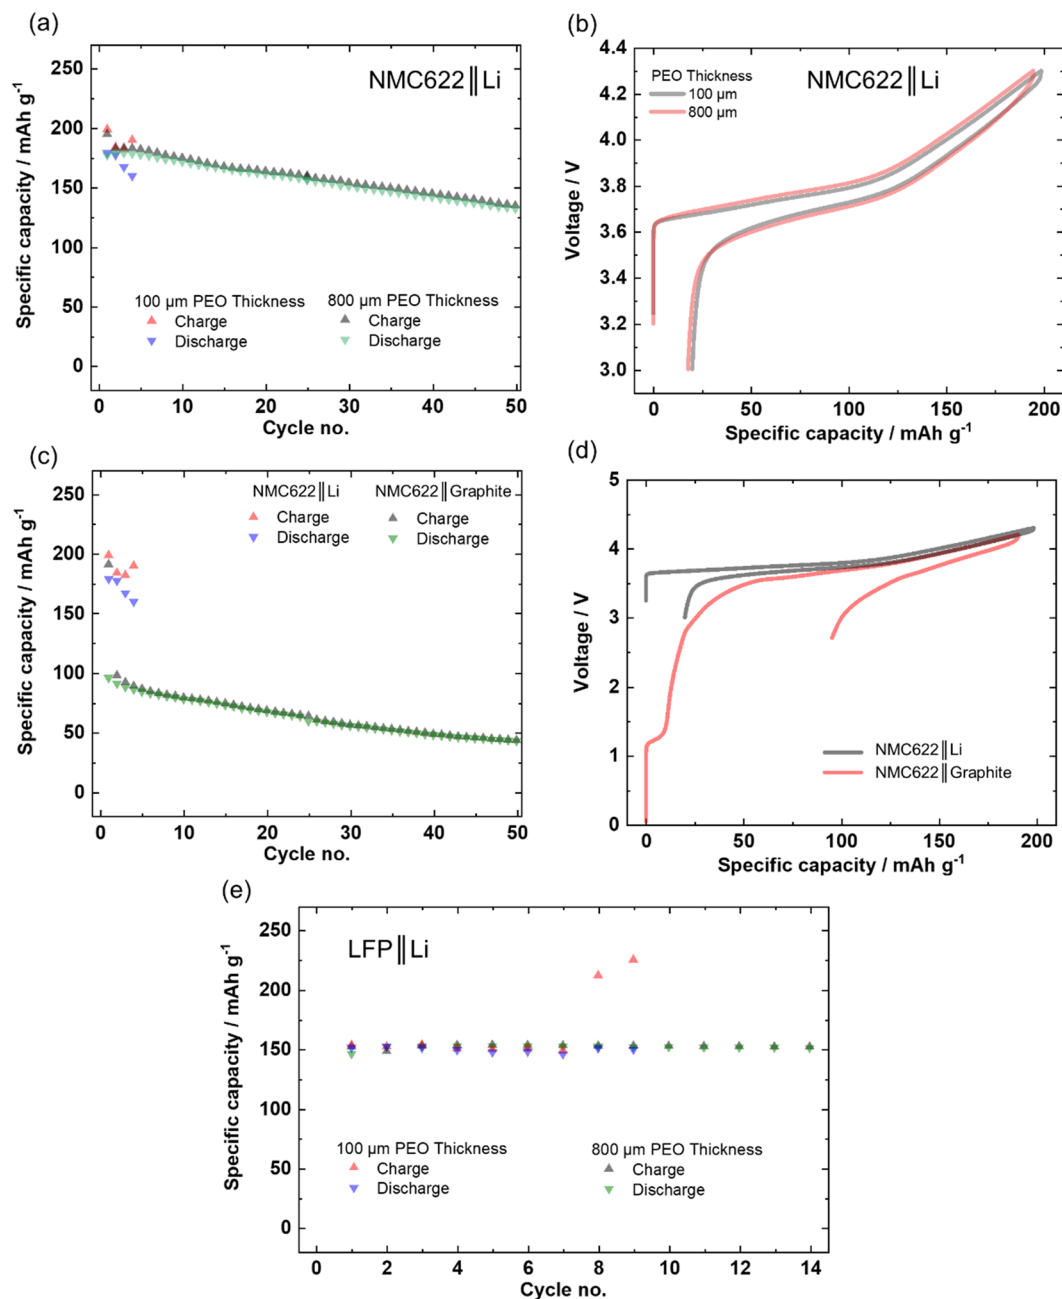 (a)
NMC622||Li
Specific capacity / mAh g⁻¹
250
200
150
100
50
0
100 µm PEO Thickness
Charge
Discharge
800 µm PEO Thickness
Charge
Discharge
0 10 20 30 40 50
Cycle no.
(b)
NMC622||Li
PEO Thickness
100 µm
800 µm
Voltage / V
4.4
4.2
4.0
3.8
3.6
3.4
3.2
3.0
0 50 100 150 200
Specific capacity / mAh g⁻¹
(c)
Specific capacity / mAh g⁻¹
250
200
150
100
50
0
NMC622||Li
Charge
Discharge
NMC622||Graphite
Charge
Discharge
0 10 20 30 40 50
Cycle no.
(d)
Voltage / V
5
4
3
2
1
0
NMC622||Li
NMC622||Graphite
0 50 100 150 200
Specific capacity / mAh g⁻¹
(e)
LFP||Li
Specific capacity / mAh g⁻¹
250
200
150
100
50
0
100 µm PEO Thickness
Charge
Discharge
800 µm PEO Thickness
Charge
Discharge
0 2 4 6 8 10 12 14
Cycle no.